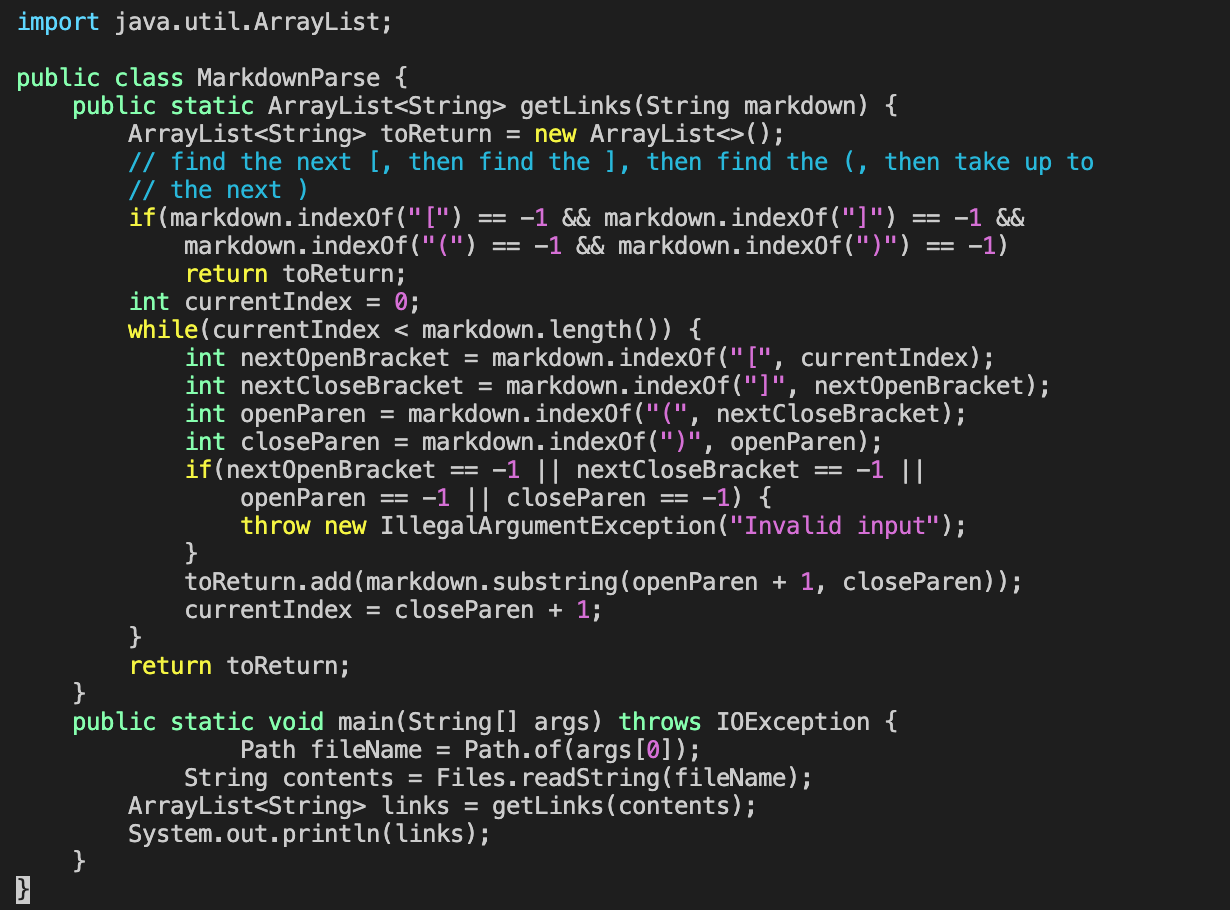 import java.util.ArrayList;

public class MarkdownParse {
    public static ArrayList<String> getLinks(String markdown) {
        ArrayList<String> toReturn = new ArrayList<>();
        // find the next [, then find the ], then find the (, then take up to
        // the next )
        if(markdown.indexOf("[") == -1 && markdown.indexOf("]") == -1 &&
            markdown.indexOf("(") == -1 && markdown.indexOf(")") == -1)
            return toReturn;
        int currentIndex = 0;
        while(currentIndex < markdown.length()) {
            int nextOpenBracket = markdown.indexOf("[", currentIndex);
            int nextCloseBracket = markdown.indexOf("]", nextOpenBracket);
            int openParen = markdown.indexOf("(", nextCloseBracket);
            int closeParen = markdown.indexOf(")", openParen);
            if(nextOpenBracket == -1 || nextCloseBracket == -1 ||
                openParen == -1 || closeParen == -1) {
                throw new IllegalArgumentException("Invalid input");
            }
            toReturn.add(markdown.substring(openParen + 1, closeParen));
            currentIndex = closeParen + 1;
        }
        return toReturn;
    }
    public static void main(String[] args) throws IOException {
                Path fileName = Path.of(args[0]);
            String contents = Files.readString(fileName);
        ArrayList<String> links = getLinks(contents);
        System.out.println(links);
    }
}